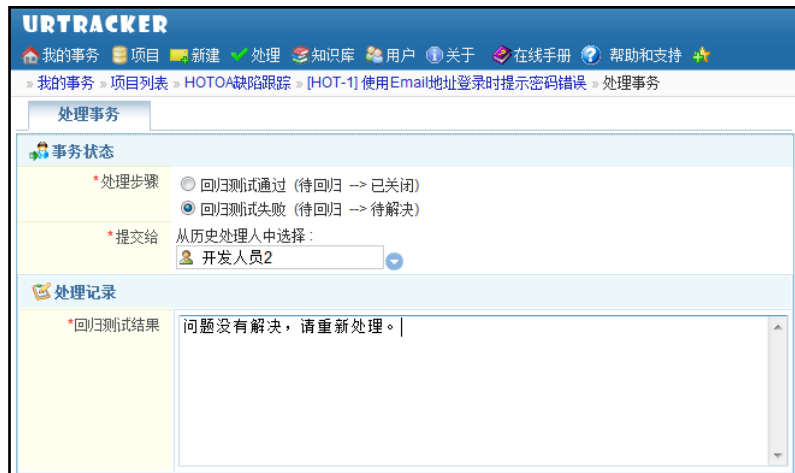 URTRACKER
我的事务 项目 新建 处理 知识库 用户 关于 在线手册 帮助和支持
» 我的事务 » 项目列表 » HOTOA缺陷跟踪 » [HOT-1] 使用Email地址登录时提示密码错误 » 处理事务
处理事务
事务状态
*处理步骤 回归测试通过 (待回归 --> 已关闭)
回归测试失败 (待回归 --> 待解决)
*提交给 从历史处理人中选择：
开发人员2
处理记录
*回归测试结果 问题没有解决，请重新处理。